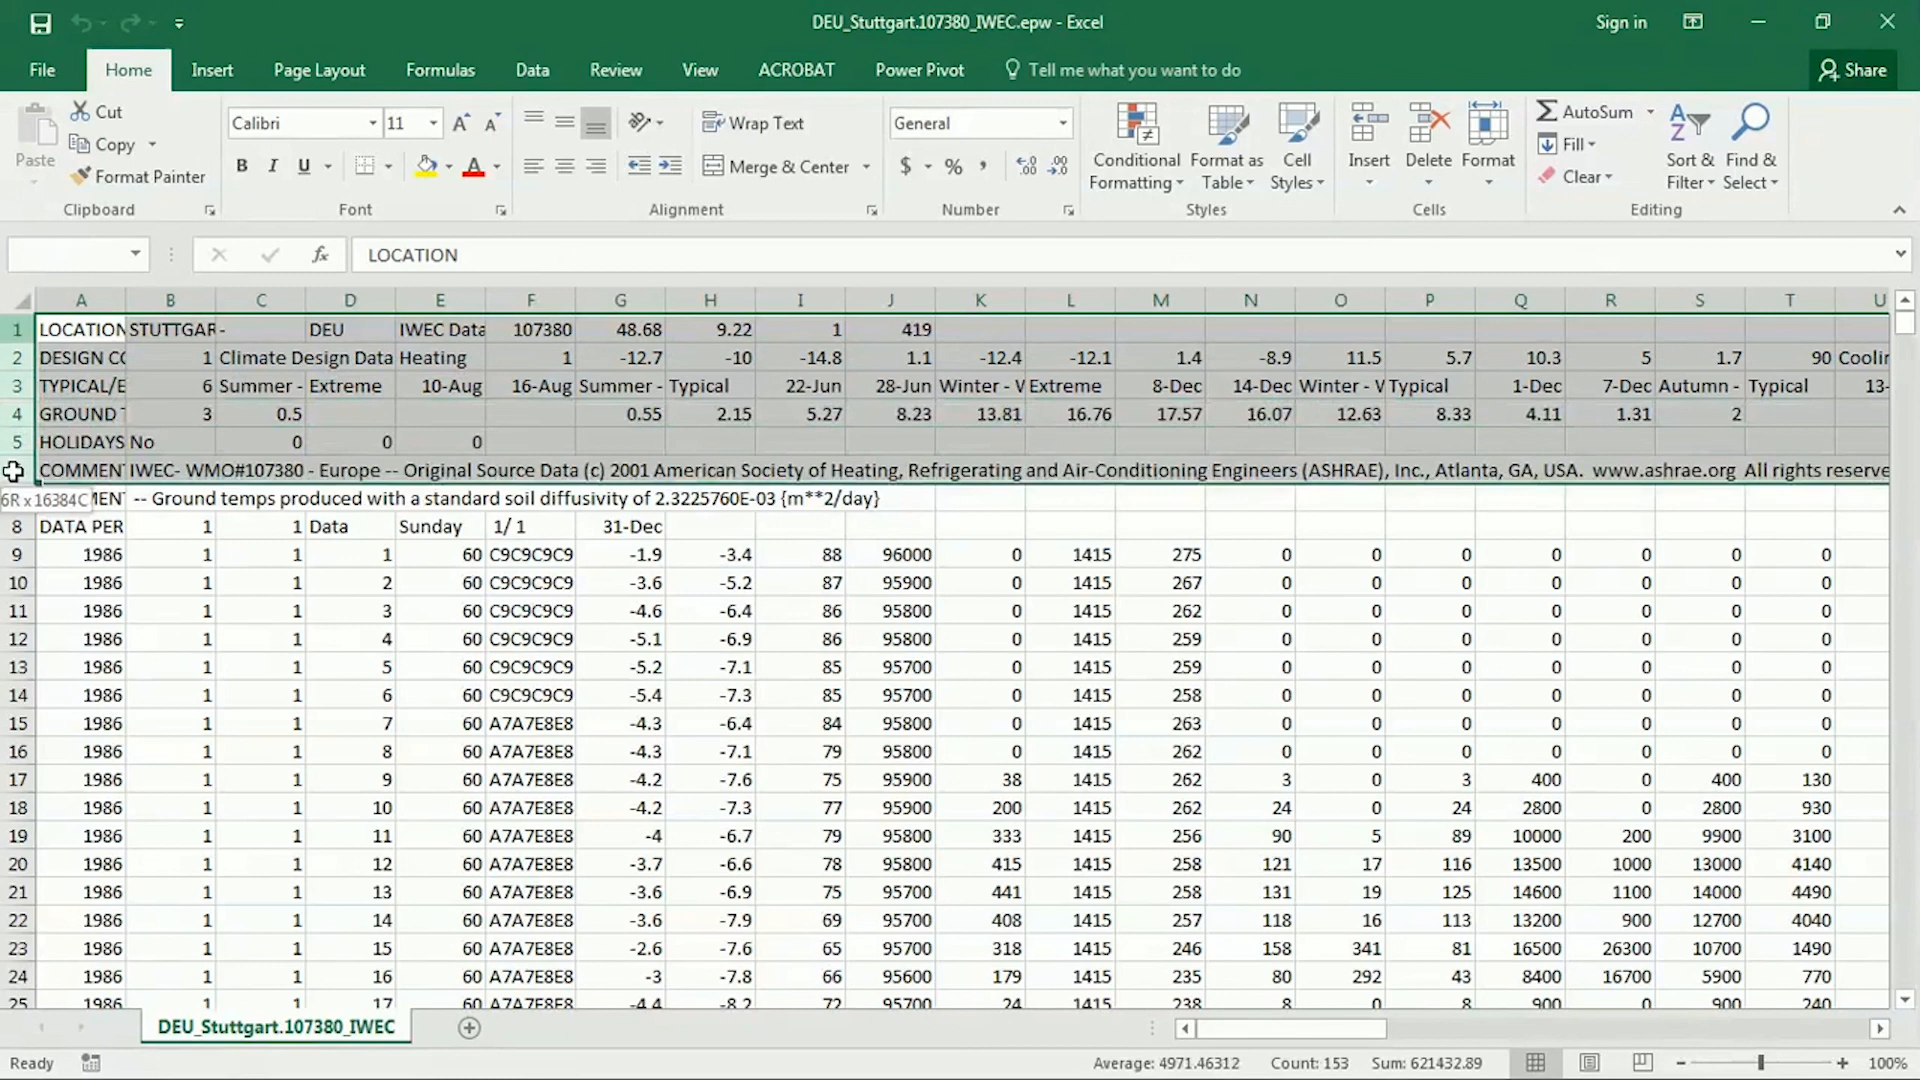 DEU_Stuttgart.107380_IWEC.epw - Excel
Sign in
File Home Insert Page Layout Formulas Data Review View ACROBAT Power Pivot Tell me what you want to do Share
Paste
Cut
Copy
Format Painter
Calibri 11
B I U
Wrap Text
Merge & Center
General
$ % ,
Conditional Formatting
Format as Table
Cell Styles
Insert Delete Format
AutoSum
Fill
Clear
Sort & Filter
Find & Select
Clipboard Font Alignment Number Styles Cells Editing
fx LOCATION
A B C D E F G H I J K L M N O P Q R S T U
1 LOCATION STUTTGAR - DEU IWEC Data 107380 48.68 9.22 1 419
2 DESIGN CO 1 Climate Design Data Heating 1 -12.7 -10 -14.8 1.1 -12.4 -12.1 1.4 -8.9 11.5 5.7 10.3 5 1.7 90 Coolin
3 TYPICAL/E 6 Summer - Extreme 10-Aug 16-Aug Summer - Typical 22-Jun 28-Jun Winter - W Extreme 8-Dec 14-Dec Winter - W Typical 1-Dec 7-Dec Autumn - Typical 13-
4 GROUND T 3 0.5 0.55 2.15 5.27 8.23 13.81 16.76 17.57 16.07 12.63 8.33 4.11 1.31 2
5 HOLIDAYS No 0 0 0
COMMENT IWEC- WMO#107380 - Europe -- Original Source Data (c) 2001 American Society of Heating, Refrigerating and Air-Conditioning Engineers (ASHRAE), Inc., Atlanta, GA, USA. www.ashrae.org All rights reserve
6R x 16384C MENT -- Ground temps produced with a standard soil diffusivity of 2.3225760E-03 {m**2/day}
8 DATA PER 1 1 Data Sunday 1/ 1 31-Dec
9 1986 1 1 1 60 C9C9C9C9 -1.9 -3.4 88 96000 0 1415 275 0 0 0 0 0 0 0
10 1986 1 1 2 60 C9C9C9C9 -3.6 -5.2 87 95900 0 1415 267 0 0 0 0 0 0 0
11 1986 1 1 3 60 C9C9C9C9 -4.6 -6.4 86 95800 0 1415 262 0 0 0 0 0 0 0
12 1986 1 1 4 60 C9C9C9C9 -5.1 -6.9 86 95800 0 1415 259 0 0 0 0 0 0 0
13 1986 1 1 5 60 C9C9C9C9 -5.2 -7.1 85 95700 0 1415 259 0 0 0 0 0 0 0
14 1986 1 1 6 60 C9C9C9C9 -5.4 -7.3 85 95700 0 1415 258 0 0 0 0 0 0 0
15 1986 1 1 7 60 A7A7E8E8 -4.3 -6.4 84 95800 0 1415 263 0 0 0 0 0 0 0
16 1986 1 1 8 60 A7A7E8E8 -4.3 -7.1 79 95800 0 1415 262 0 0 0 0 0 0 0
17 1986 1 1 9 60 A7A7E8E8 -4.2 -7.6 75 95900 38 1415 262 3 0 3 400 0 400 130
18 1986 1 1 10 60 A7A7E8E8 -4.2 -7.3 77 95900 200 1415 262 24 0 24 2800 0 2800 930
19 1986 1 1 11 60 A7A7E8E8 -4 -6.7 79 95800 333 1415 256 90 5 89 10000 200 9900 3100
20 1986 1 1 12 60 A7A7E8E8 -3.7 -6.6 78 95800 415 1415 258 121 17 116 13500 1000 13000 4140
21 1986 1 1 13 60 A7A7E8E8 -3.6 -6.9 75 95700 441 1415 258 131 19 125 14600 1100 14000 4490
22 1986 1 1 14 60 A7A7E8E8 -3.6 -7.9 69 95700 408 1415 257 118 16 113 13200 900 12700 4040
23 1986 1 1 15 60 A7A7E8E8 -2.6 -7.6 65 95700 318 1415 246 158 341 81 16500 26300 10700 1490
24 1986 1 1 16 60 A7A7E8E8 -3 -7.8 66 95600 179 1415 235 80 292 43 8400 16700 5900 770
25 1986 1 1 17 60 A7A7E8E8 -4.4 -8.2 72 95700 24 1415 238 8 0 8 900 0 900 240
DEU_Stuttgart.107380_IWEC
Ready Average: 4971.46312 Count: 153 Sum: 621432.89 100%